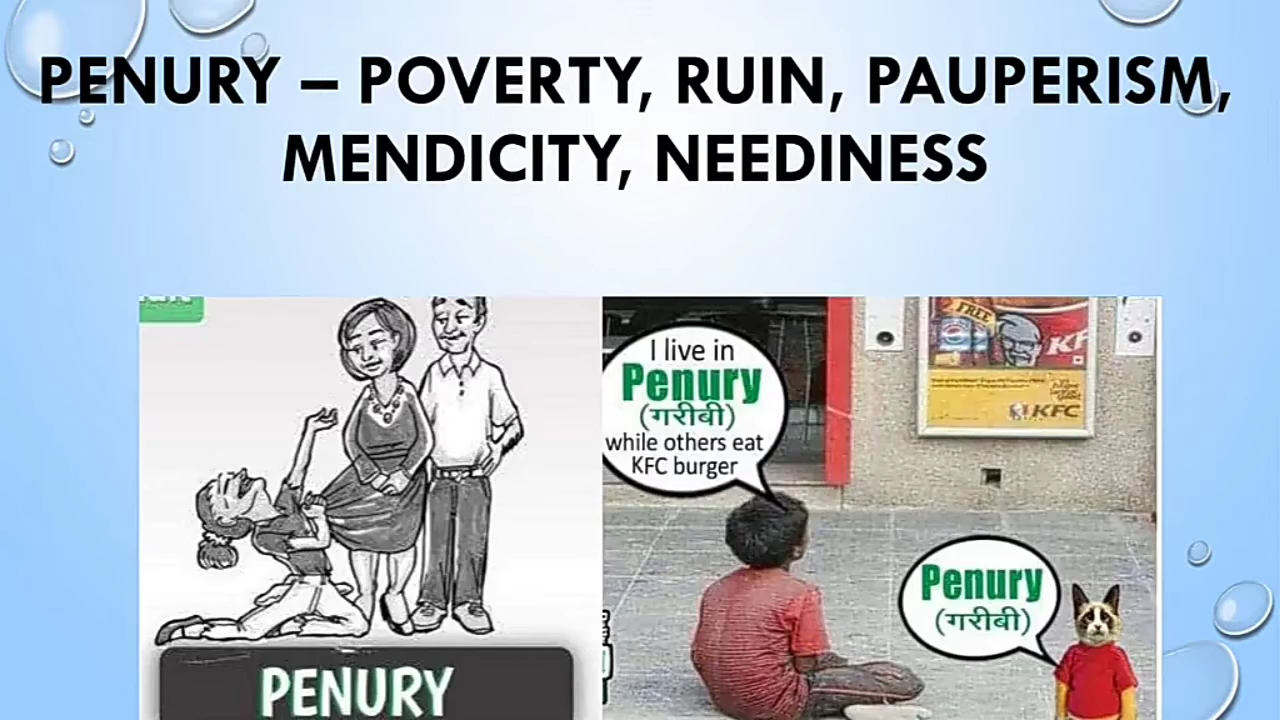 PENURY – POVERTY, RUIN, PAUPERISM,
MENDICITY, NEEDINESS
I live in
Penury
(गरीबी)
while others eat
KFC burger
FREE
KFC
Penury
(गरीबी)
PENURY